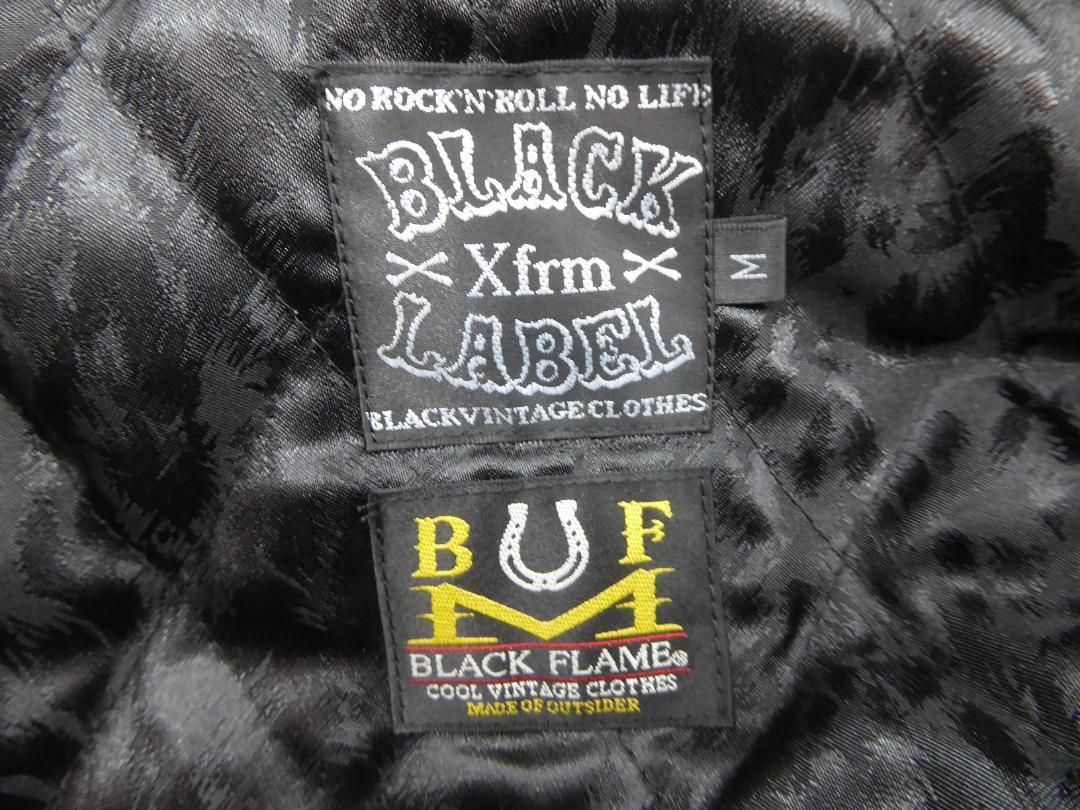 NO ROCK'N'ROLL NO LIFE
BLACK
Xfrm
LABEL
BLACKVINTAGE CLOTHES
M
B F
M
BLACK FLAME®
COOL VINTAGE CLOTHES
MADE OF OUTSIDER